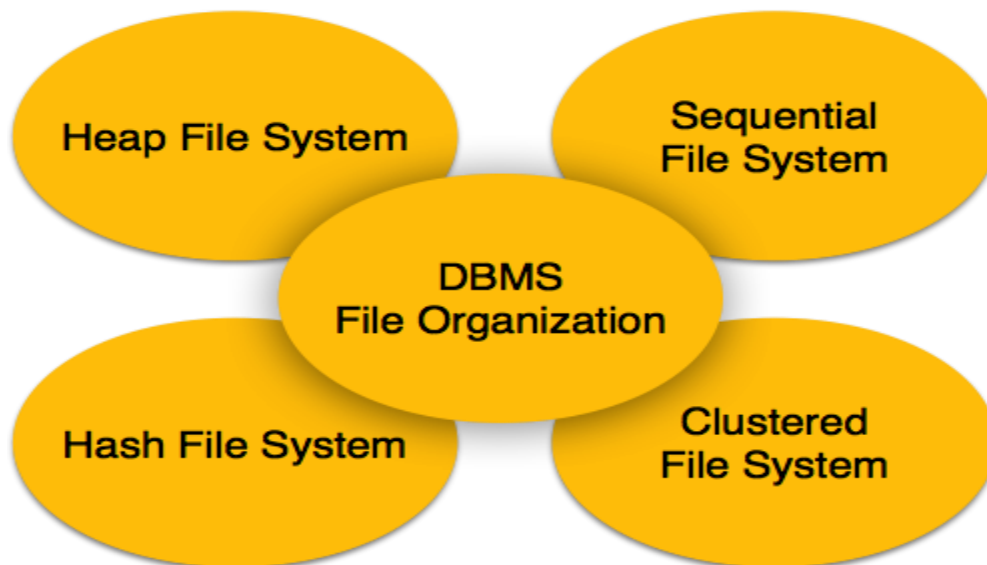 Heap File System
Sequential
File System
DBMS
File Organization
Hash File System
Clustered
File System